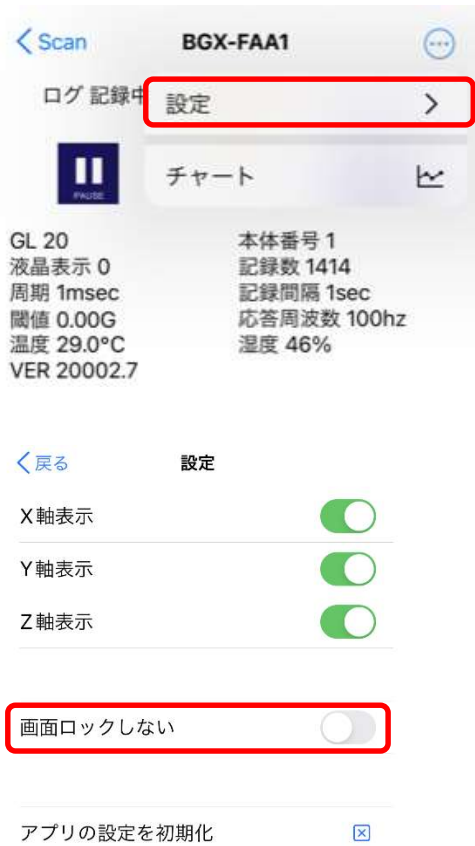 Scan
BGX-FAA1
ログ 記録中
設定
チャート
PAUSE
GL 20
本体番号 1
液晶表示 0
記録数 1414
周期 1msec
記録間隔 1sec
閾値 0.00G
応答周波数 100hz
温度 29.0°C
湿度 46%
VER 20002.7
戻る
設定
X軸表示
Y軸表示
Z軸表示
画面ロックしない
アプリの設定を初期化